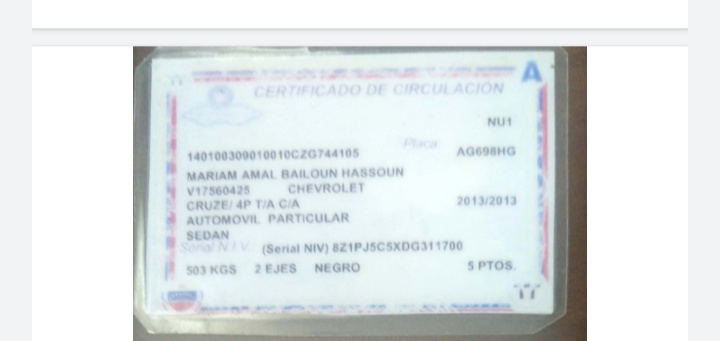 A
CERTIFICADO DE CIRCULACIÓN
NU1
Placa
140100309010010CZG744105 AG698HG
MARIAM AMAL BAILOUN HASSOUN
V17560425 CHEVROLET
CRUZE/ 4P T/A C/A 2013/2013
AUTOMOVIL PARTICULAR
SEDAN
Serial N.I.V. (Serial NIV) 8Z1PJ5C5XDG311700
503 KGS 2 EJES NEGRO 5 PTOS.